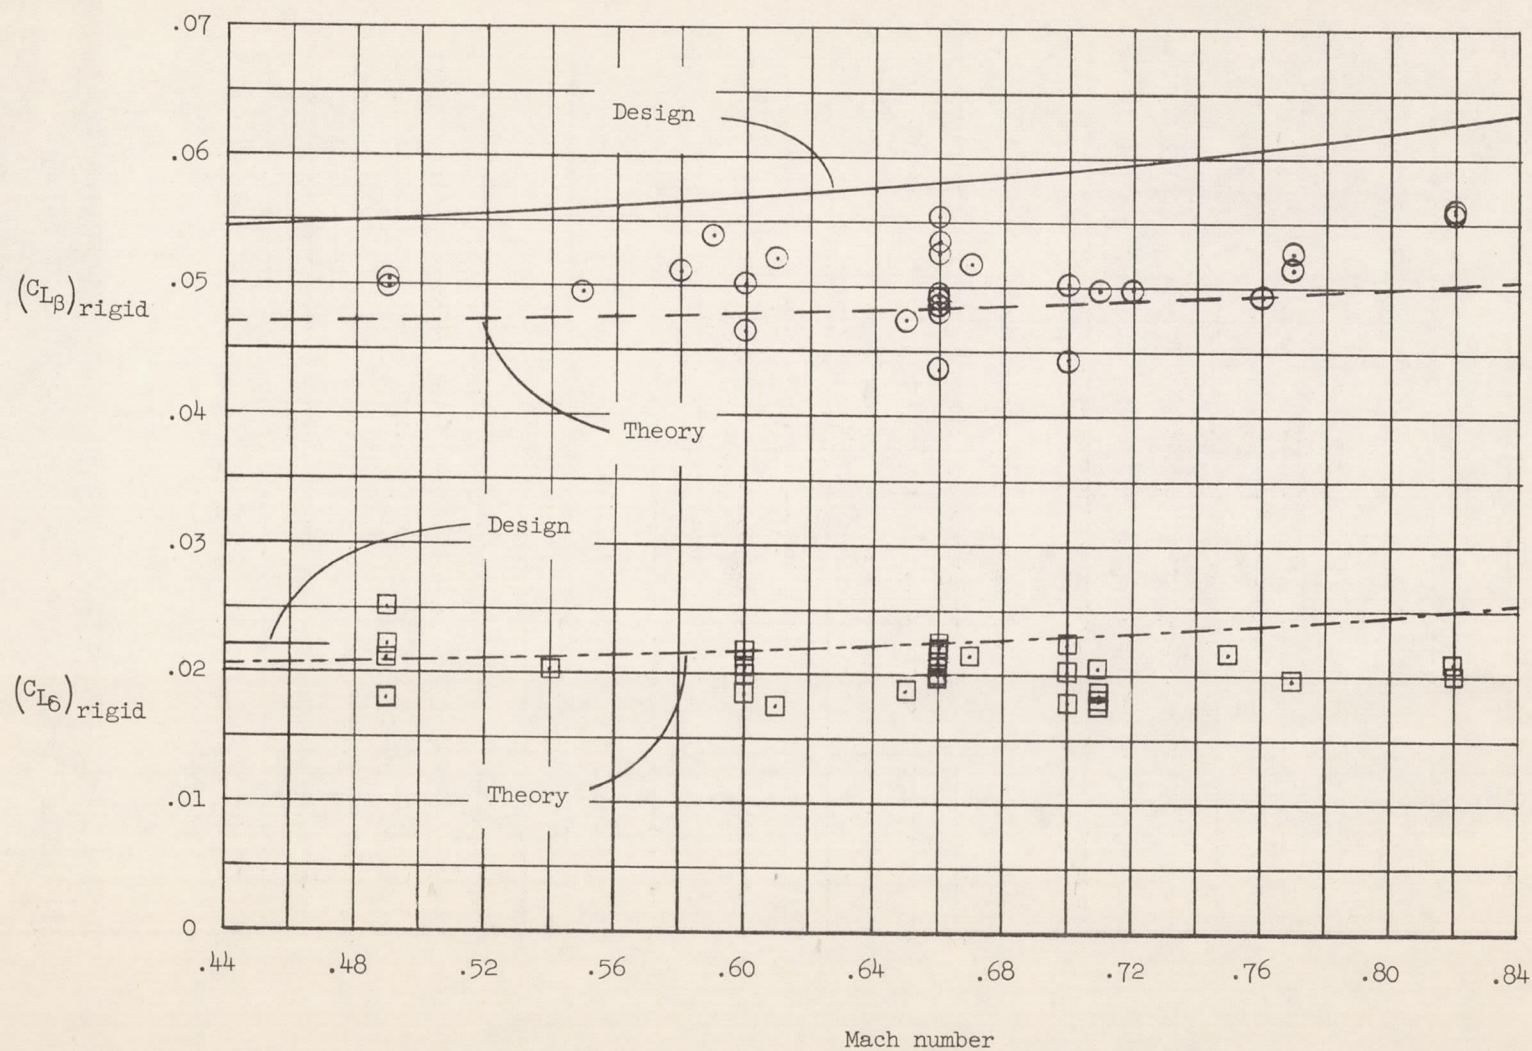 .07
Design
.06
.05
(CLβ)rigid
.04
Theory
Design
.03
.02
(CLδ)rigid
Theory
.01
0
.44 .48 .52 .56 .60 .64 .68 .72 .76 .80 .84
Mach number